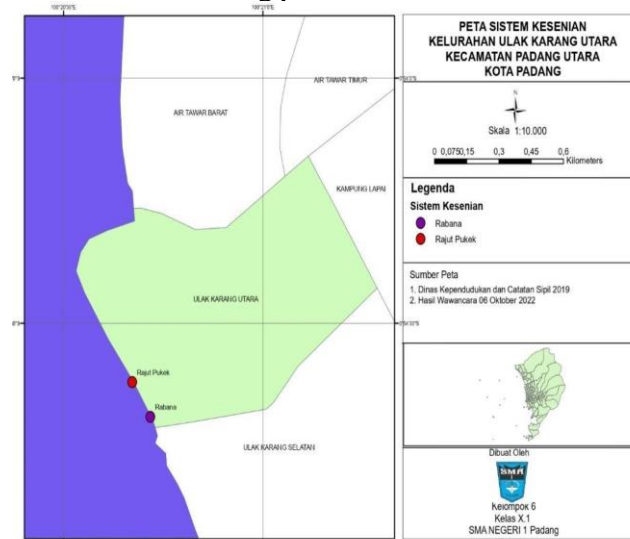 PETA SISTEM KESENIAN
KELURAHAN ULAK KARANG UTARA
KECAMATAN PADANG UTARA
KOTA PADANG
N
Skala 1:10.000
0 0,075 0,15 0,3 0,45 0,6
Kilometers
Legenda
Sistem Kesenian
Rabana
Rajut Pukek
Sumber Peta
1. Dinas Kependudukan dan Catatan Sipil 2019
2. Hasil Wawancara 06 Oktober 2022
Dibuat Oleh
SMA
Kelompok 6
Kelas X.1
SMA NEGERI 1 Padang
AIR TAWAR TIMUR
AIR TAWAR BARAT
KAMPUNG LAPAI
ULAK KARANG UTARA
Rajut Pukek
Rabana
ULAK KARANG SELATAN